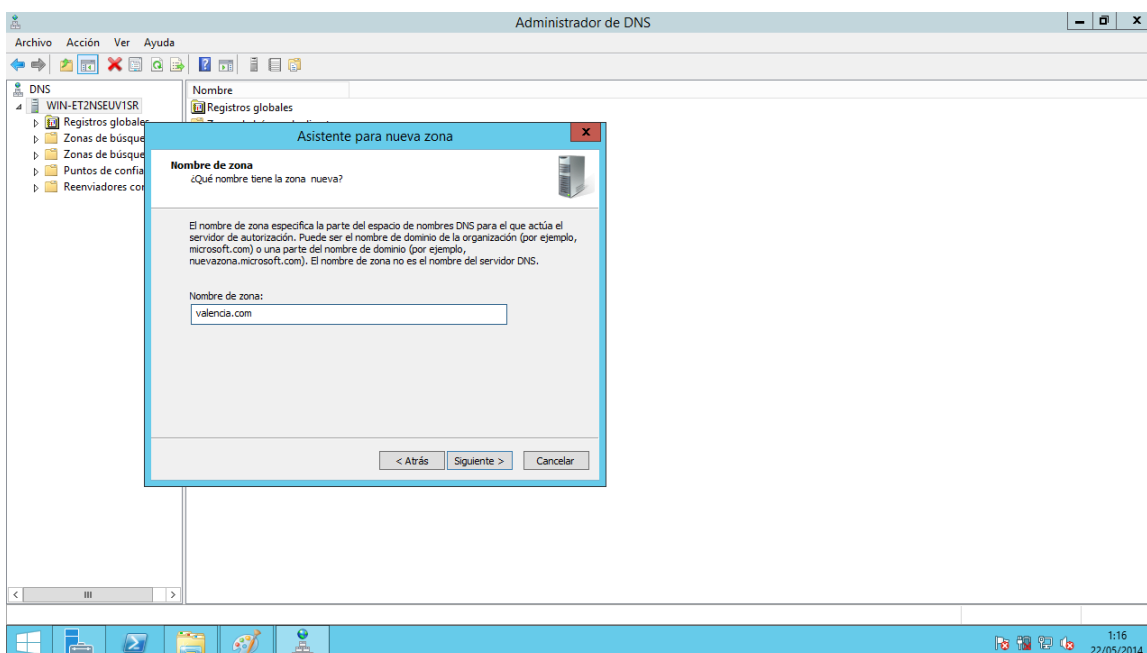 Administrador de DNS
Archivo Acción Ver Ayuda
DNS
WIN-ET2NSEUV1SR
Registros globales
Zonas de búsque
Zonas de búsque
Puntos de confia
Reenviadores cor
Nombre
Registros globales
Asistente para nueva zona
Nombre de zona
¿Qué nombre tiene la zona nueva?
El nombre de zona especifica la parte del espacio de nombres DNS para el que actúa el
servidor de autorización. Puede ser el nombre de dominio de la organización (por ejemplo,
microsoft.com) o una parte del nombre de dominio (por ejemplo,
nuevazona.microsoft.com). El nombre de zona no es el nombre del servidor DNS.
Nombre de zona:
valencia.com
< Atrás
Siguiente >
Cancelar
1:16
22/05/2014